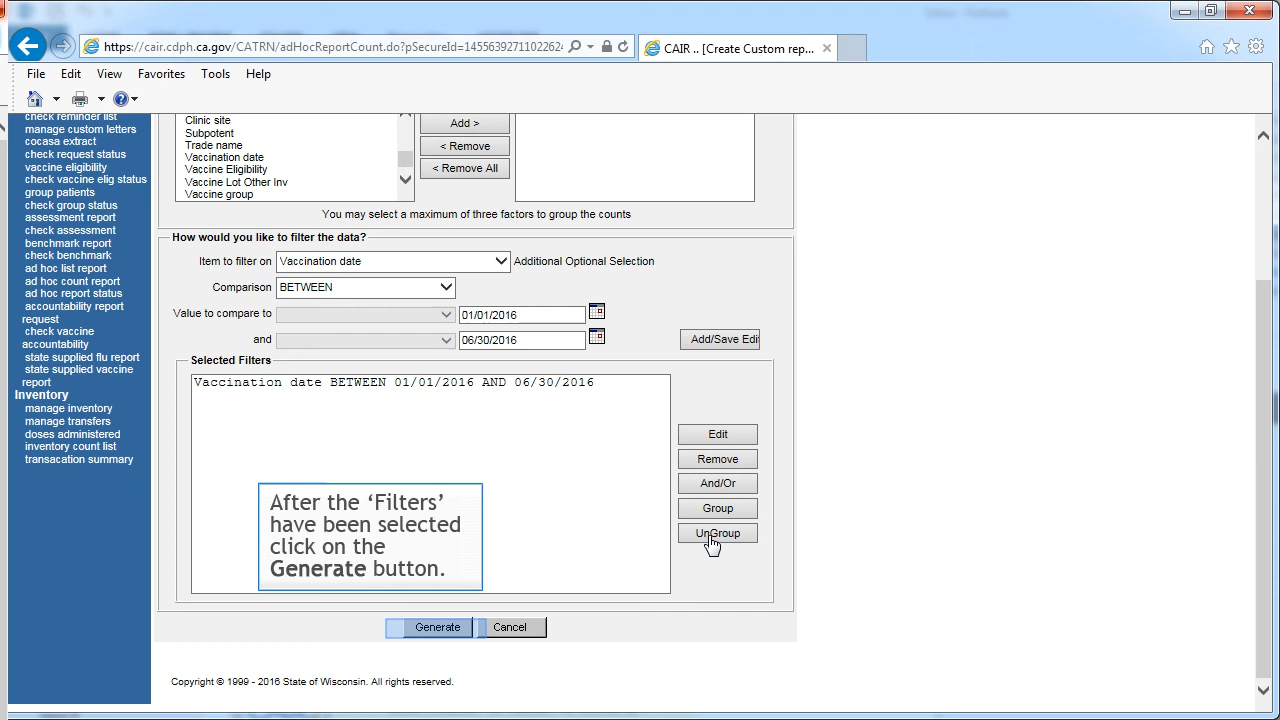 https://cair.cdph.ca.gov/CATRN/adHocReportCount.do?pSecureId=1455639271102262
CAIR .. [Create Custom rep...
File Edit View Favorites Tools Help
check reminder list
manage custom letters
cocasa extract
check request status
vaccine eligibility
check vaccine elig status
group patients
check group status
assessment report
check assessment
benchmark report
check benchmark
ad hoc list report
ad hoc count report
ad hoc report status
accountability report
request
check vaccine
accountability
state supplied flu report
state supplied vaccine
report
Inventory
manage inventory
manage transfers
doses administered
inventory count list
transacation summary
Clinic site
Subpotent
Trade name
Vaccination date
Vaccine Eligibility
Vaccine Lot Other Inv
Vaccine group
Add >
< Remove
< Remove All
You may select a maximum of three factors to group the counts
How would you like to filter the data?
Item to filter on Vaccination date Additional Optional Selection
Comparison BETWEEN
Value to compare to 01/01/2016
and 06/30/2016 Add/Save Edit
Selected Filters
Vaccination date BETWEEN 01/01/2016 AND 06/30/2016
Edit
Remove
And/Or
Group
UnGroup
After the ‘Filters’
have been selected
click on the
Generate button.
Generate Cancel
Copyright © 1999 - 2016 State of Wisconsin. All rights reserved.